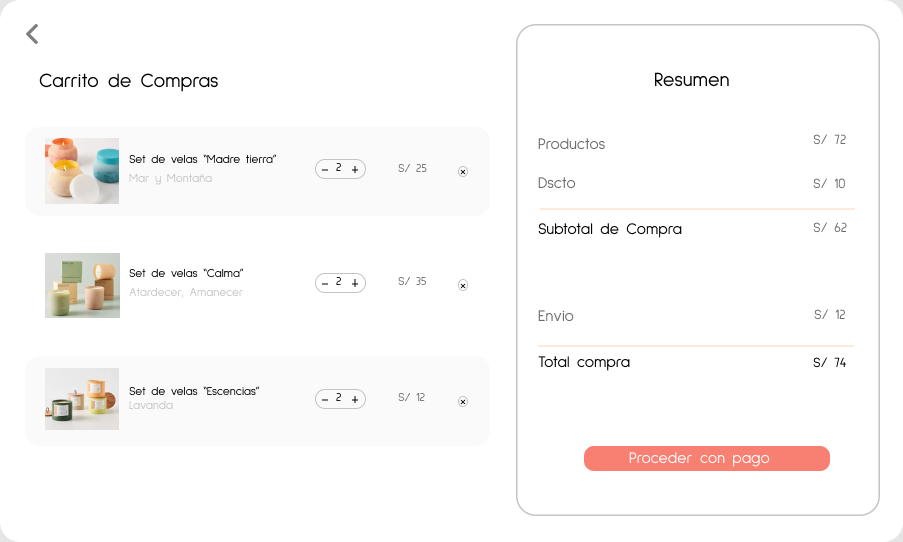 Carrito de Compras
Set de velas "Madre tierra"
Mar y Montaña
− 2 +
S/ 25
Set de velas "Calma"
Atardecer, Amanecer
− 2 +
S/ 35
Set de velas "Escencias"
Lavanda
− 2 +
S/ 12
Resumen
Productos S/ 72
Dscto S/ 10
Subtotal de Compra S/ 62
Envio S/ 12
Total compra S/ 74
Proceder con pago